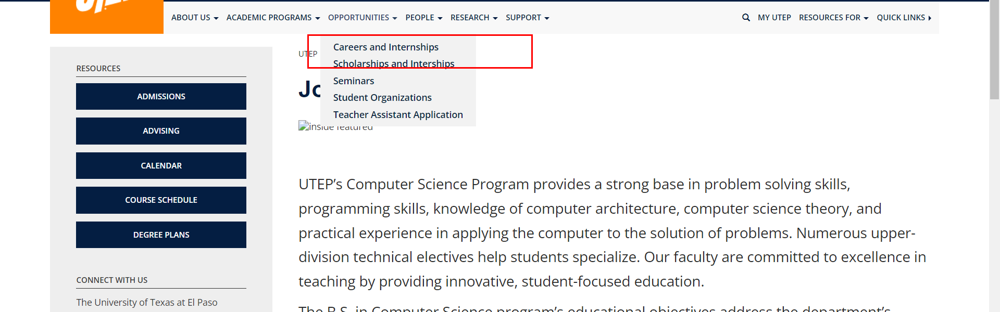 ABOUT US ACADEMIC PROGRAMS OPPORTUNITIES PEOPLE RESEARCH SUPPORT MY UTEP RESOURCES FOR QUICK LINKS
Careers and Internships
Scholarships and Interships
Seminars
Student Organizations
Teacher Assistant Application
UTEP
inside featured
RESOURCES
ADMISSIONS
ADVISING
CALENDAR
COURSE SCHEDULE
DEGREE PLANS
CONNECT WITH US
The University of Texas at El Paso
UTEP’s Computer Science Program provides a strong base in problem solving skills,
programming skills, knowledge of computer architecture, computer science theory, and
practical experience in applying the computer to the solution of problems. Numerous upper-
division technical electives help students specialize. Our faculty are committed to excellence in
teaching by providing innovative, student-focused education.
The B.S. in Computer Science program’s educational objectives address the department’s